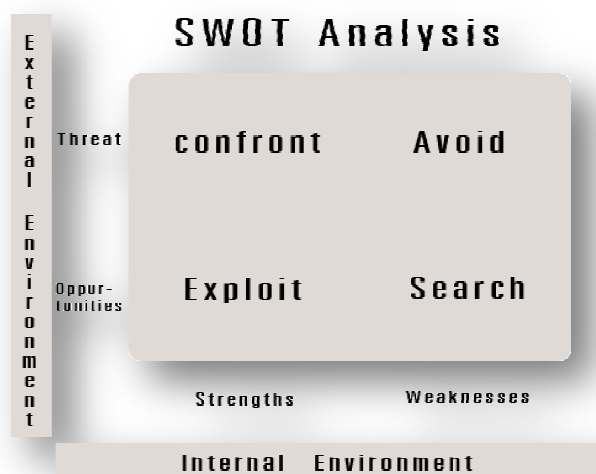 SWOT Analysis
External Environment
Threat
confront
Avoid
Oppur-
tunities
Exploit
Search
Strengths
Weaknesses
Internal Environment